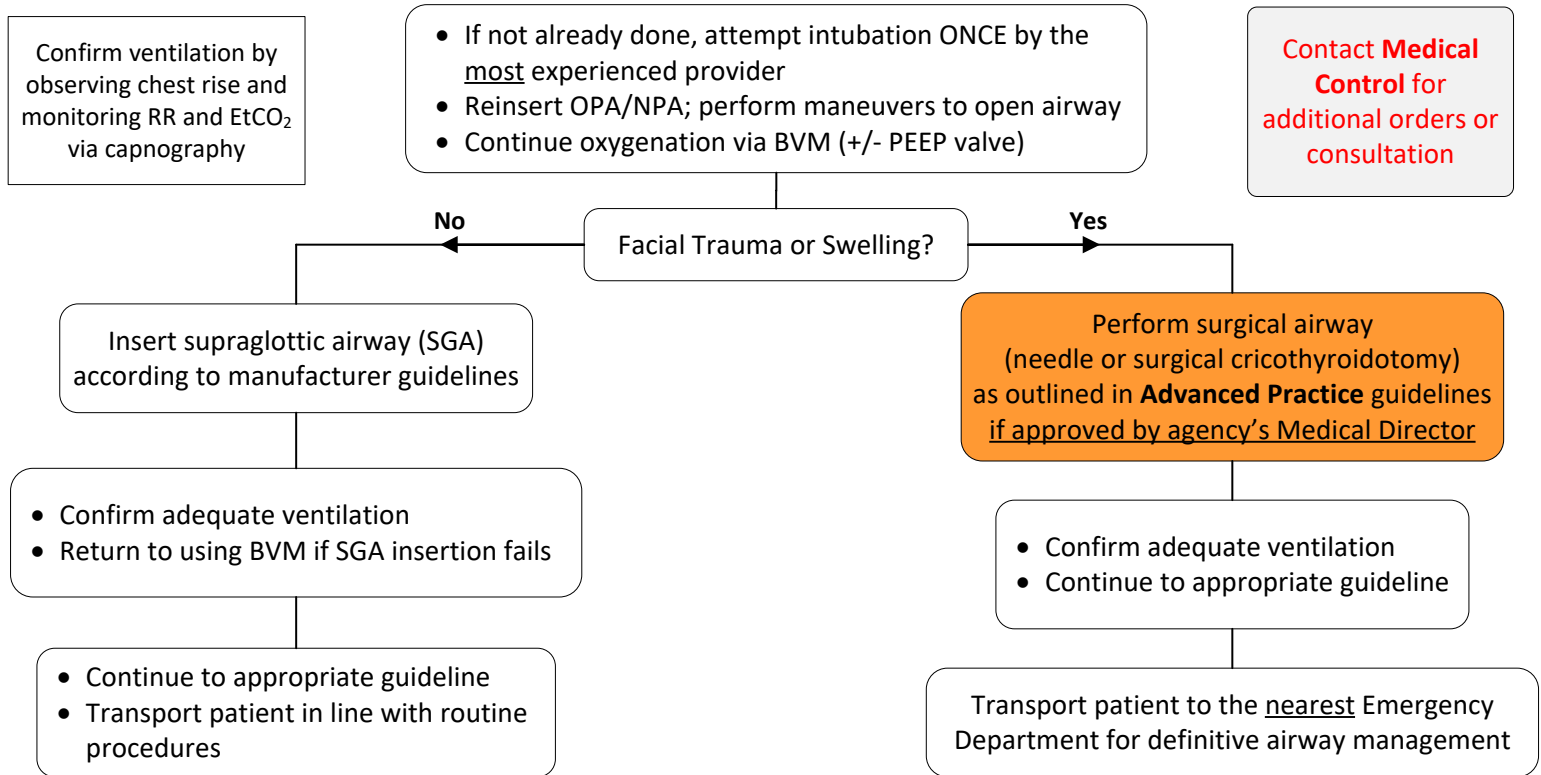 Confirm ventilation by
observing chest rise and
monitoring RR and EtCO₂
via capnography
• If not already done, attempt intubation ONCE by the
most experienced provider
• Reinsert OPA/NPA; perform maneuvers to open airway
• Continue oxygenation via BVM (+/- PEEP valve)
Contact Medical
Control for
additional orders or
consultation
No
Facial Trauma or Swelling?
Yes
Insert supraglottic airway (SGA)
according to manufacturer guidelines
Perform surgical airway
(needle or surgical cricothyroidotomy)
as outlined in Advanced Practice guidelines
if approved by agency's Medical Director
• Confirm adequate ventilation
• Return to using BVM if SGA insertion fails
• Confirm adequate ventilation
• Continue to appropriate guideline
• Continue to appropriate guideline
• Transport patient in line with routine
procedures
Transport patient to the nearest Emergency
Department for definitive airway management